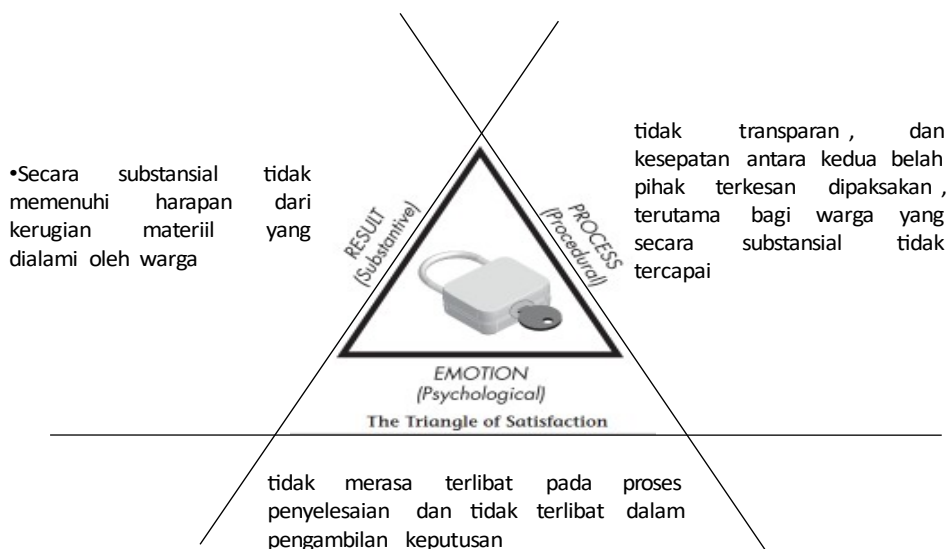 •Secara substansial tidak
memenuhi harapan dari
kerugian materiil yang
dialami oleh warga
tidak transparan , dan
kesepatan antara kedua belah
pihak terkesan dipaksakan ,
terutama bagi warga yang
secara substansial tidak
tercapai
RESULT
(Substantive)
PROCESS
(Procedural)
EMOTION
(Psychological)
The Triangle of Satisfaction
tidak merasa terlibat pada proses
penyelesaian dan tidak terlibat dalam
pengambilan keputusan